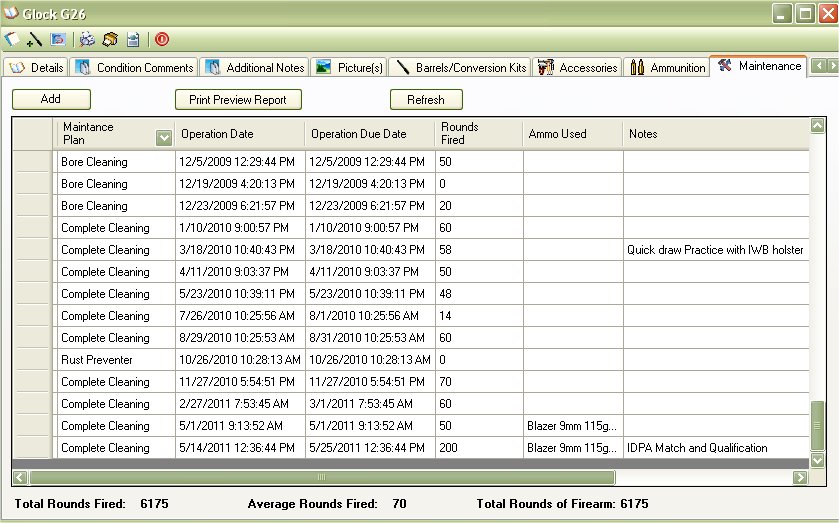 Glock G26
Details Condition Comments Additional Notes Picture(s) Barrels/Conversion Kits Accessories Ammunition Maintenance
Add Print Preview Report Refresh
Maintance Plan Operation Date Operation Due Date Rounds Fired Ammo Used Notes
Bore Cleaning 12/5/2009 12:29:44 PM 12/5/2009 12:29:44 PM 50
Bore Cleaning 12/19/2009 4:20:13 PM 12/19/2009 4:20:13 PM 0
Bore Cleaning 12/23/2009 6:21:57 PM 12/23/2009 6:21:57 PM 20
Complete Cleaning 1/10/2010 9:00:57 PM 1/10/2010 9:00:57 PM 60
Complete Cleaning 3/18/2010 10:40:43 PM 3/18/2010 10:40:43 PM 58 Quick draw Practice with IWB holster
Complete Cleaning 4/11/2010 9:03:37 PM 4/11/2010 9:03:37 PM 50
Complete Cleaning 5/23/2010 10:39:11 PM 5/23/2010 10:39:11 PM 48
Complete Cleaning 7/26/2010 10:25:56 AM 8/1/2010 10:25:56 AM 14
Complete Cleaning 8/29/2010 10:25:53 AM 8/31/2010 10:25:53 AM 60
Rust Preventer 10/26/2010 10:28:13 AM 10/26/2010 10:28:13 AM 0
Complete Cleaning 11/27/2010 5:54:51 PM 11/27/2010 5:54:51 PM 70
Complete Cleaning 2/27/2011 7:53:45 AM 3/1/2011 7:53:45 AM 60
Complete Cleaning 5/1/2011 9:13:52 AM 5/1/2011 9:13:52 AM 50 Blazer 9mm 115g...
Complete Cleaning 5/14/2011 12:36:44 PM 5/25/2011 12:36:44 PM 200 Blazer 9mm 115g... IDPA Match and Qualification
Total Rounds Fired: 6175 Average Rounds Fired: 70 Total Rounds of Firearm: 6175